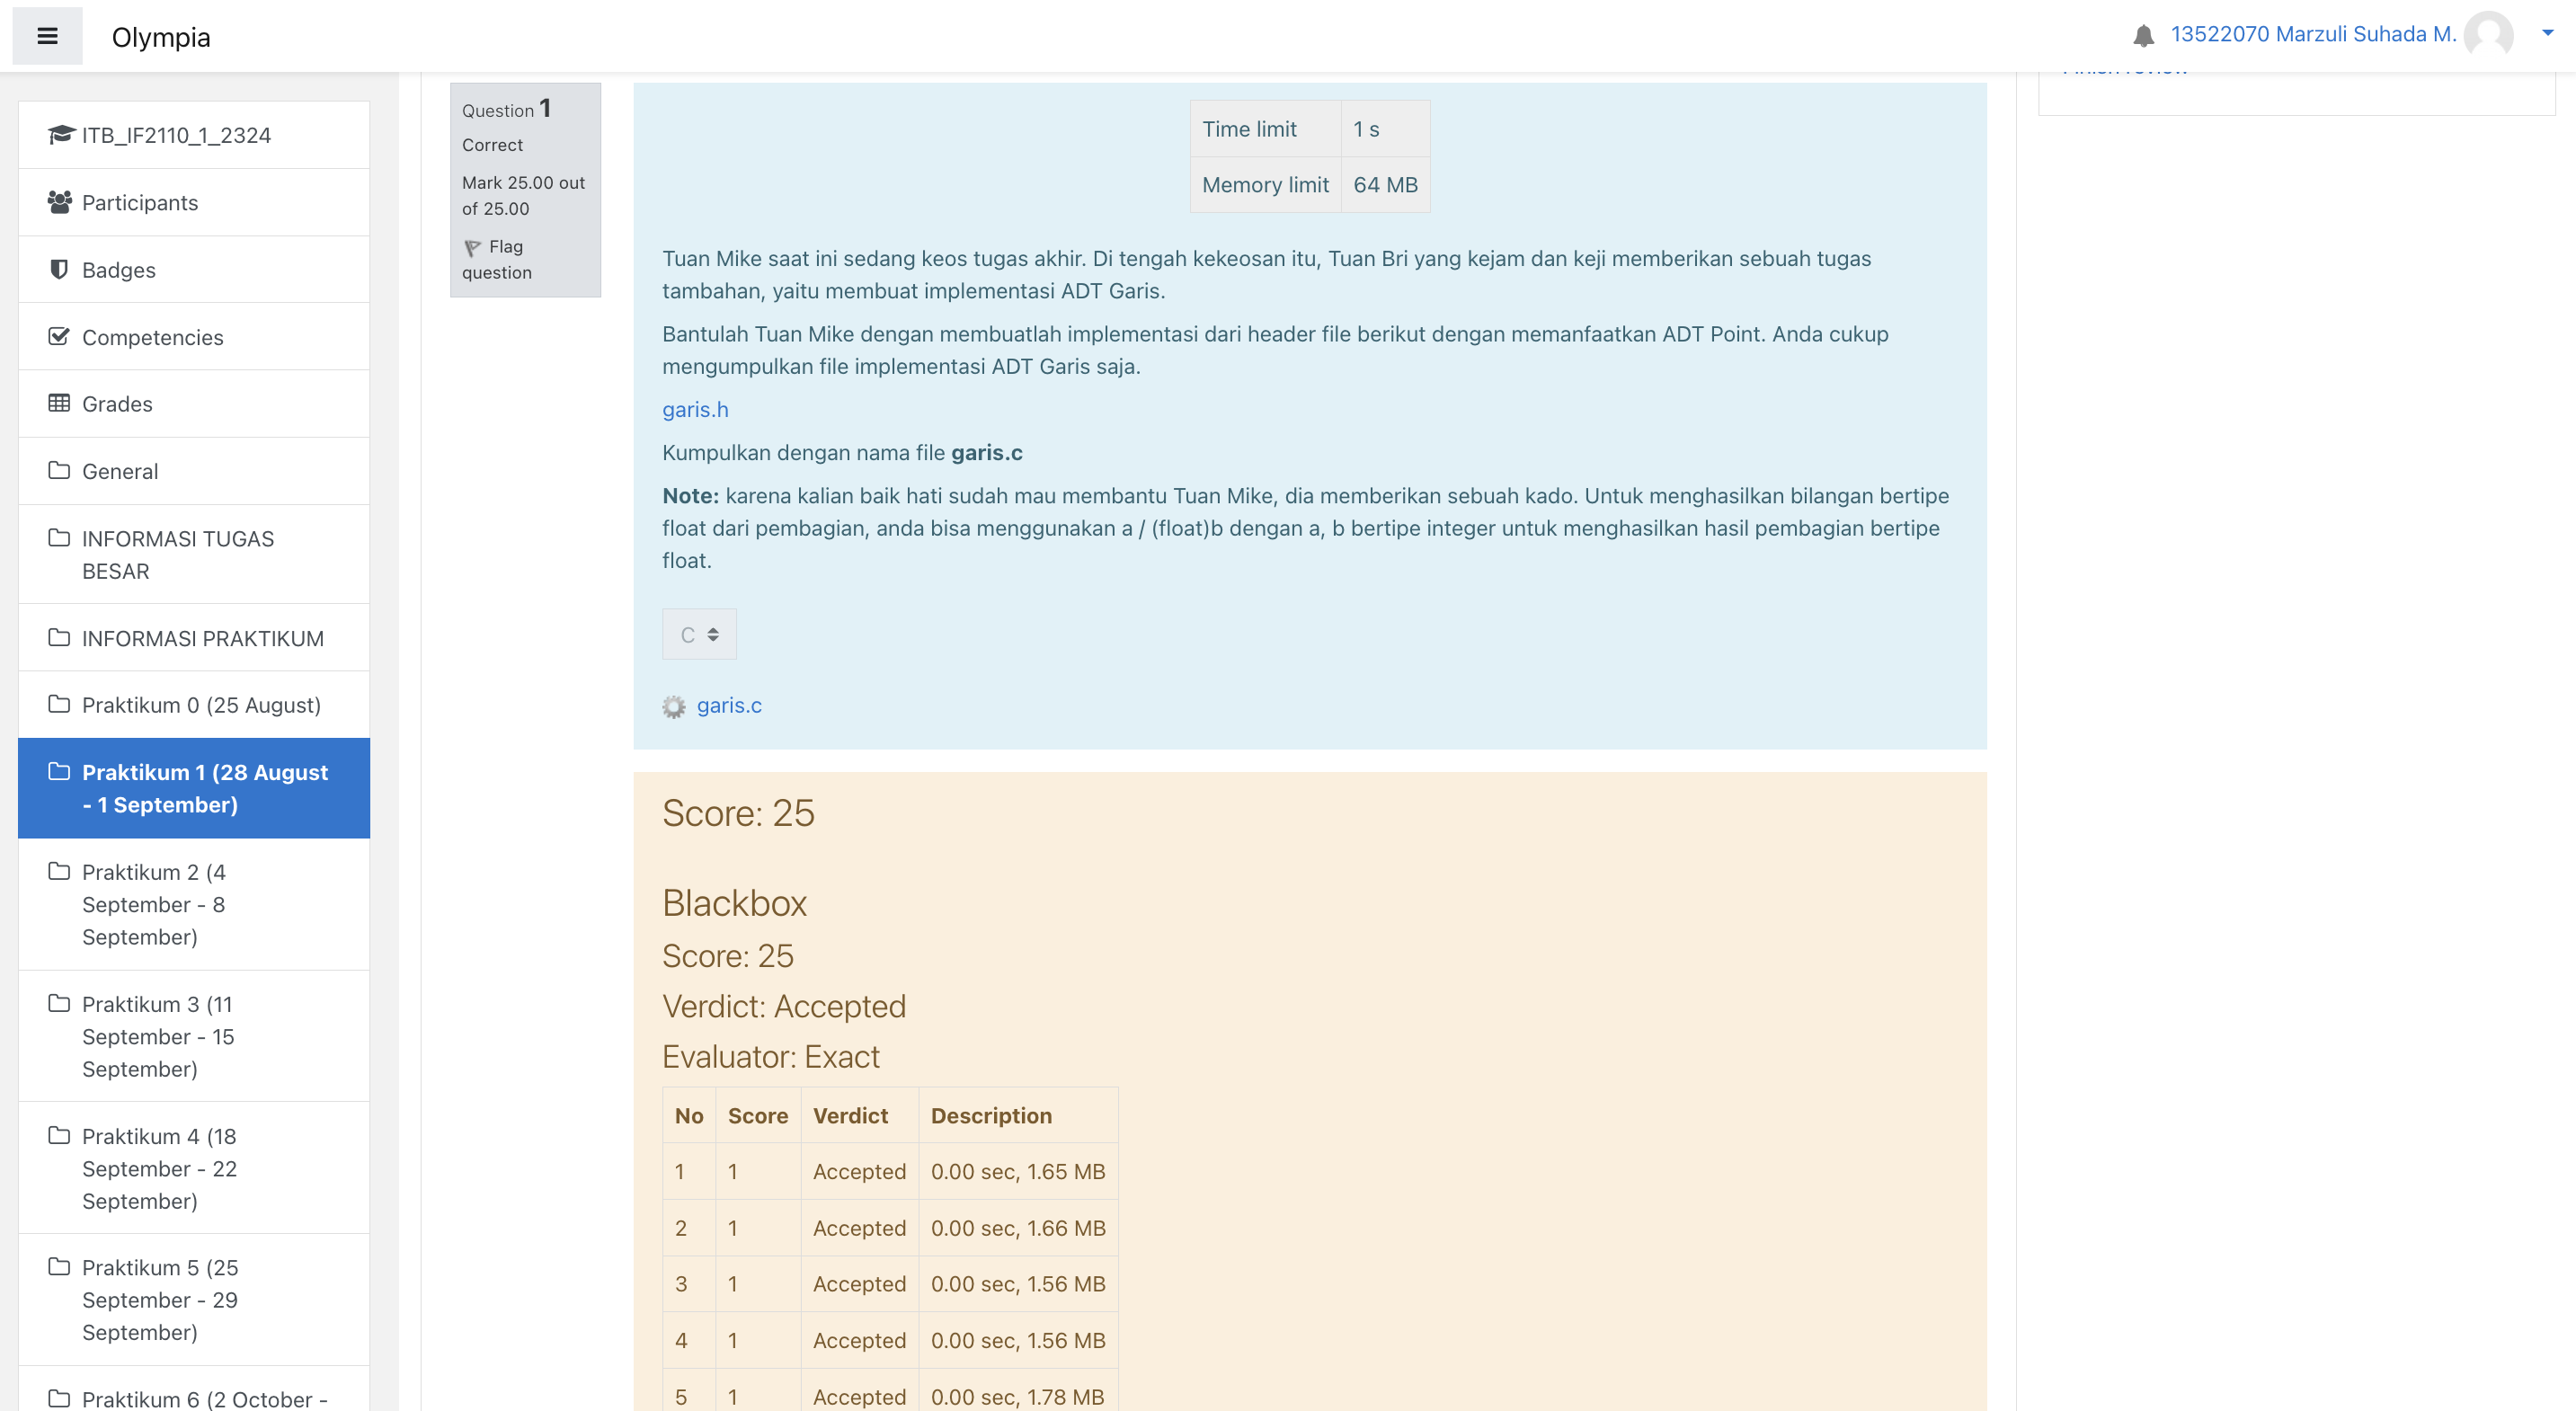 Olympia
13522070 Marzuli Suhada M.
ITB_IF2110_1_2324
Participants
Badges
Competencies
Grades
General
INFORMASI TUGAS
BESAR
INFORMASI PRAKTIKUM
Praktikum 0 (25 August)
Praktikum 1 (28 August
- 1 September)
Praktikum 2 (4
September - 8
September)
Praktikum 3 (11
September - 15
September)
Praktikum 4 (18
September - 22
September)
Praktikum 5 (25
September - 29
September)
Praktikum 6 (2 October -
Question 1
Correct
Mark 25.00 out
of 25.00
Flag
question
Time limit 1 s
Memory limit 64 MB
Tuan Mike saat ini sedang keos tugas akhir. Di tengah kekeosan itu, Tuan Bri yang kejam dan keji memberikan sebuah tugas
tambahan, yaitu membuat implementasi ADT Garis.
Bantulah Tuan Mike dengan membuatlah implementasi dari header file berikut dengan memanfaatkan ADT Point. Anda cukup
mengumpulkan file implementasi ADT Garis saja.
garis.h
Kumpulkan dengan nama file garis.c
Note: karena kalian baik hati sudah mau membantu Tuan Mike, dia memberikan sebuah kado. Untuk menghasilkan bilangan bertipe
float dari pembagian, anda bisa menggunakan a / (float)b dengan a, b bertipe integer untuk menghasilkan hasil pembagian bertipe
float.
C
garis.c
Score: 25
Blackbox
Score: 25
Verdict: Accepted
Evaluator: Exact
No Score Verdict Description
1 1 Accepted 0.00 sec, 1.65 MB
2 1 Accepted 0.00 sec, 1.66 MB
3 1 Accepted 0.00 sec, 1.56 MB
4 1 Accepted 0.00 sec, 1.56 MB
5 1 Accepted 0.00 sec, 1.78 MB